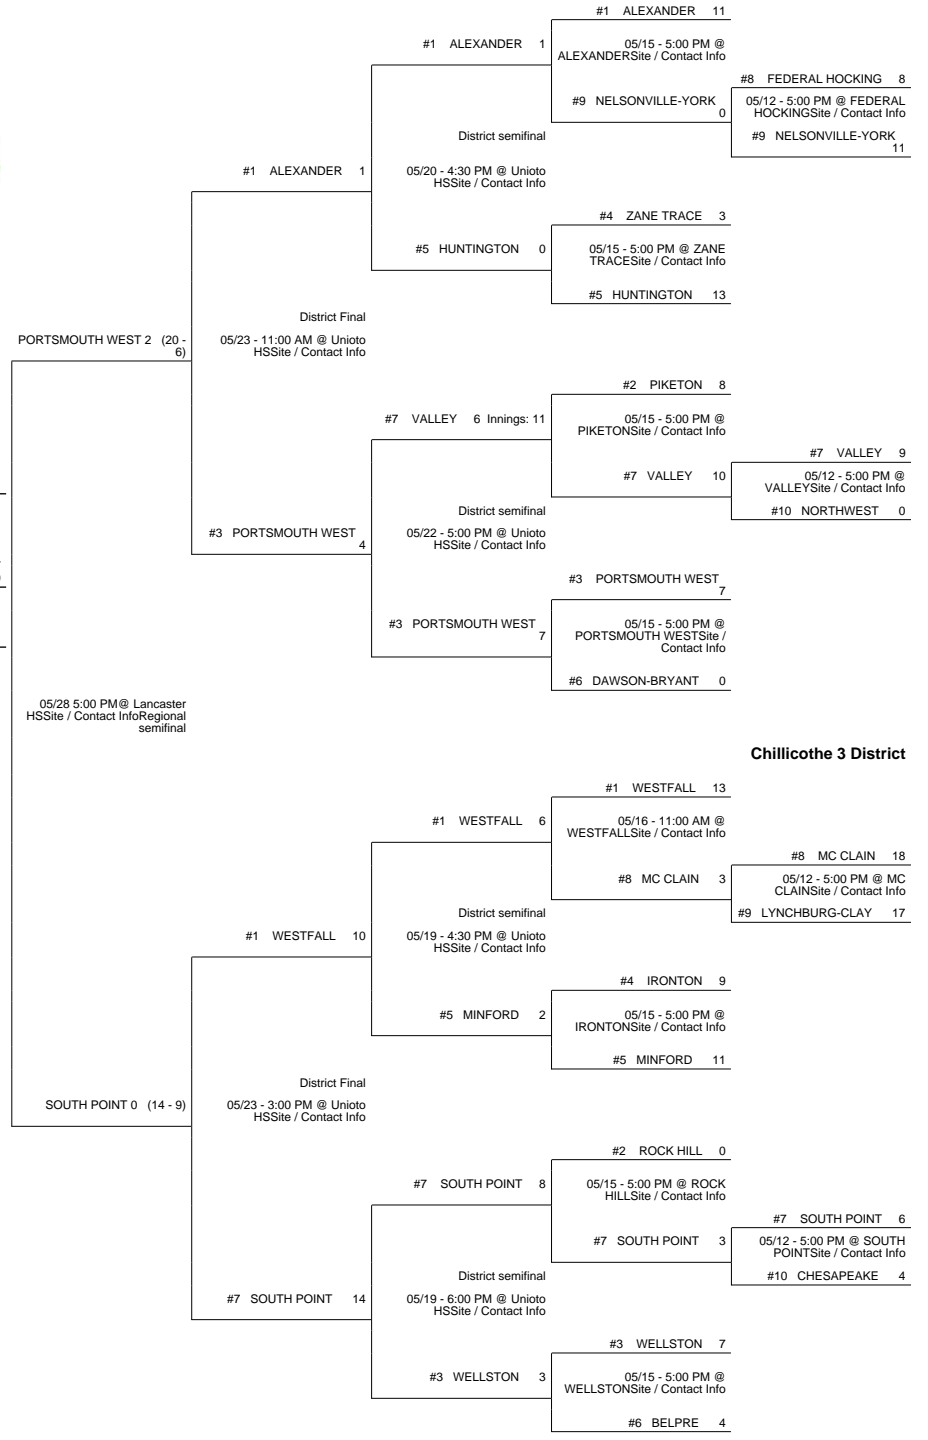 #1 ALEXANDER 11
#1 ALEXANDER 1
05/15 - 5:00 PM @
ALEXANDERSite / Contact Info
#8 FEDERAL HOCKING 8
#9 NELSONVILLE-YORK
0
05/12 - 5:00 PM @ FEDERAL
HOCKINGSite / Contact Info
District semifinal
#9 NELSONVILLE-YORK
11
#1 ALEXANDER 1
05/20 - 4:30 PM @ Unioto
HSSite / Contact Info
#4 ZANE TRACE 3
#5 HUNTINGTON 0
05/15 - 5:00 PM @ ZANE
TRACESite / Contact Info
#5 HUNTINGTON 13
District Final
PORTSMOUTH WEST 2 (20 -
6)
05/23 - 11:00 AM @ Unioto
HSSite / Contact Info
#2 PIKETON 8
#7 VALLEY 6 Innings: 11
05/15 - 5:00 PM @
PIKETONSite / Contact Info
#7 VALLEY 9
#7 VALLEY 10
05/12 - 5:00 PM @
VALLEYSite / Contact Info
District semifinal
#10 NORTHWEST 0
#3 PORTSMOUTH WEST
4
05/22 - 5:00 PM @ Unioto
HSSite / Contact Info
#3 PORTSMOUTH WEST
7
#3 PORTSMOUTH WEST
7
05/15 - 5:00 PM @
PORTSMOUTH WESTSite /
Contact Info
#6 DAWSON-BRYANT 0
05/28 5:00 PM@ Lancaster
HSSite / Contact InfoRegional
semifinal
Chillicothe 3 District
#1 WESTFALL 13
#1 WESTFALL 6
05/16 - 11:00 AM @
WESTFALLSite / Contact Info
#8 MC CLAIN 18
#8 MC CLAIN 3
05/12 - 5:00 PM @ MC
CLAINSite / Contact Info
District semifinal
#9 LYNCHBURG-CLAY 17
#1 WESTFALL 10
05/19 - 4:30 PM @ Unioto
HSSite / Contact Info
#4 IRONTON 9
#5 MINFORD 2
05/15 - 5:00 PM @
IRONTONSite / Contact Info
#5 MINFORD 11
District Final
SOUTH POINT 0 (14 - 9)
05/23 - 3:00 PM @ Unioto
HSSite / Contact Info
#2 ROCK HILL 0
#7 SOUTH POINT 8
05/15 - 5:00 PM @ ROCK
HILLSite / Contact Info
#7 SOUTH POINT 6
#7 SOUTH POINT 3
05/12 - 5:00 PM @ SOUTH
POINTSite / Contact Info
District semifinal
#10 CHESAPEAKE 4
#7 SOUTH POINT 14
05/19 - 6:00 PM @ Unioto
HSSite / Contact Info
#3 WELLSTON 7
#3 WELLSTON 3
05/15 - 5:00 PM @
WELLSTONSite / Contact Info
#6 BELPRE 4